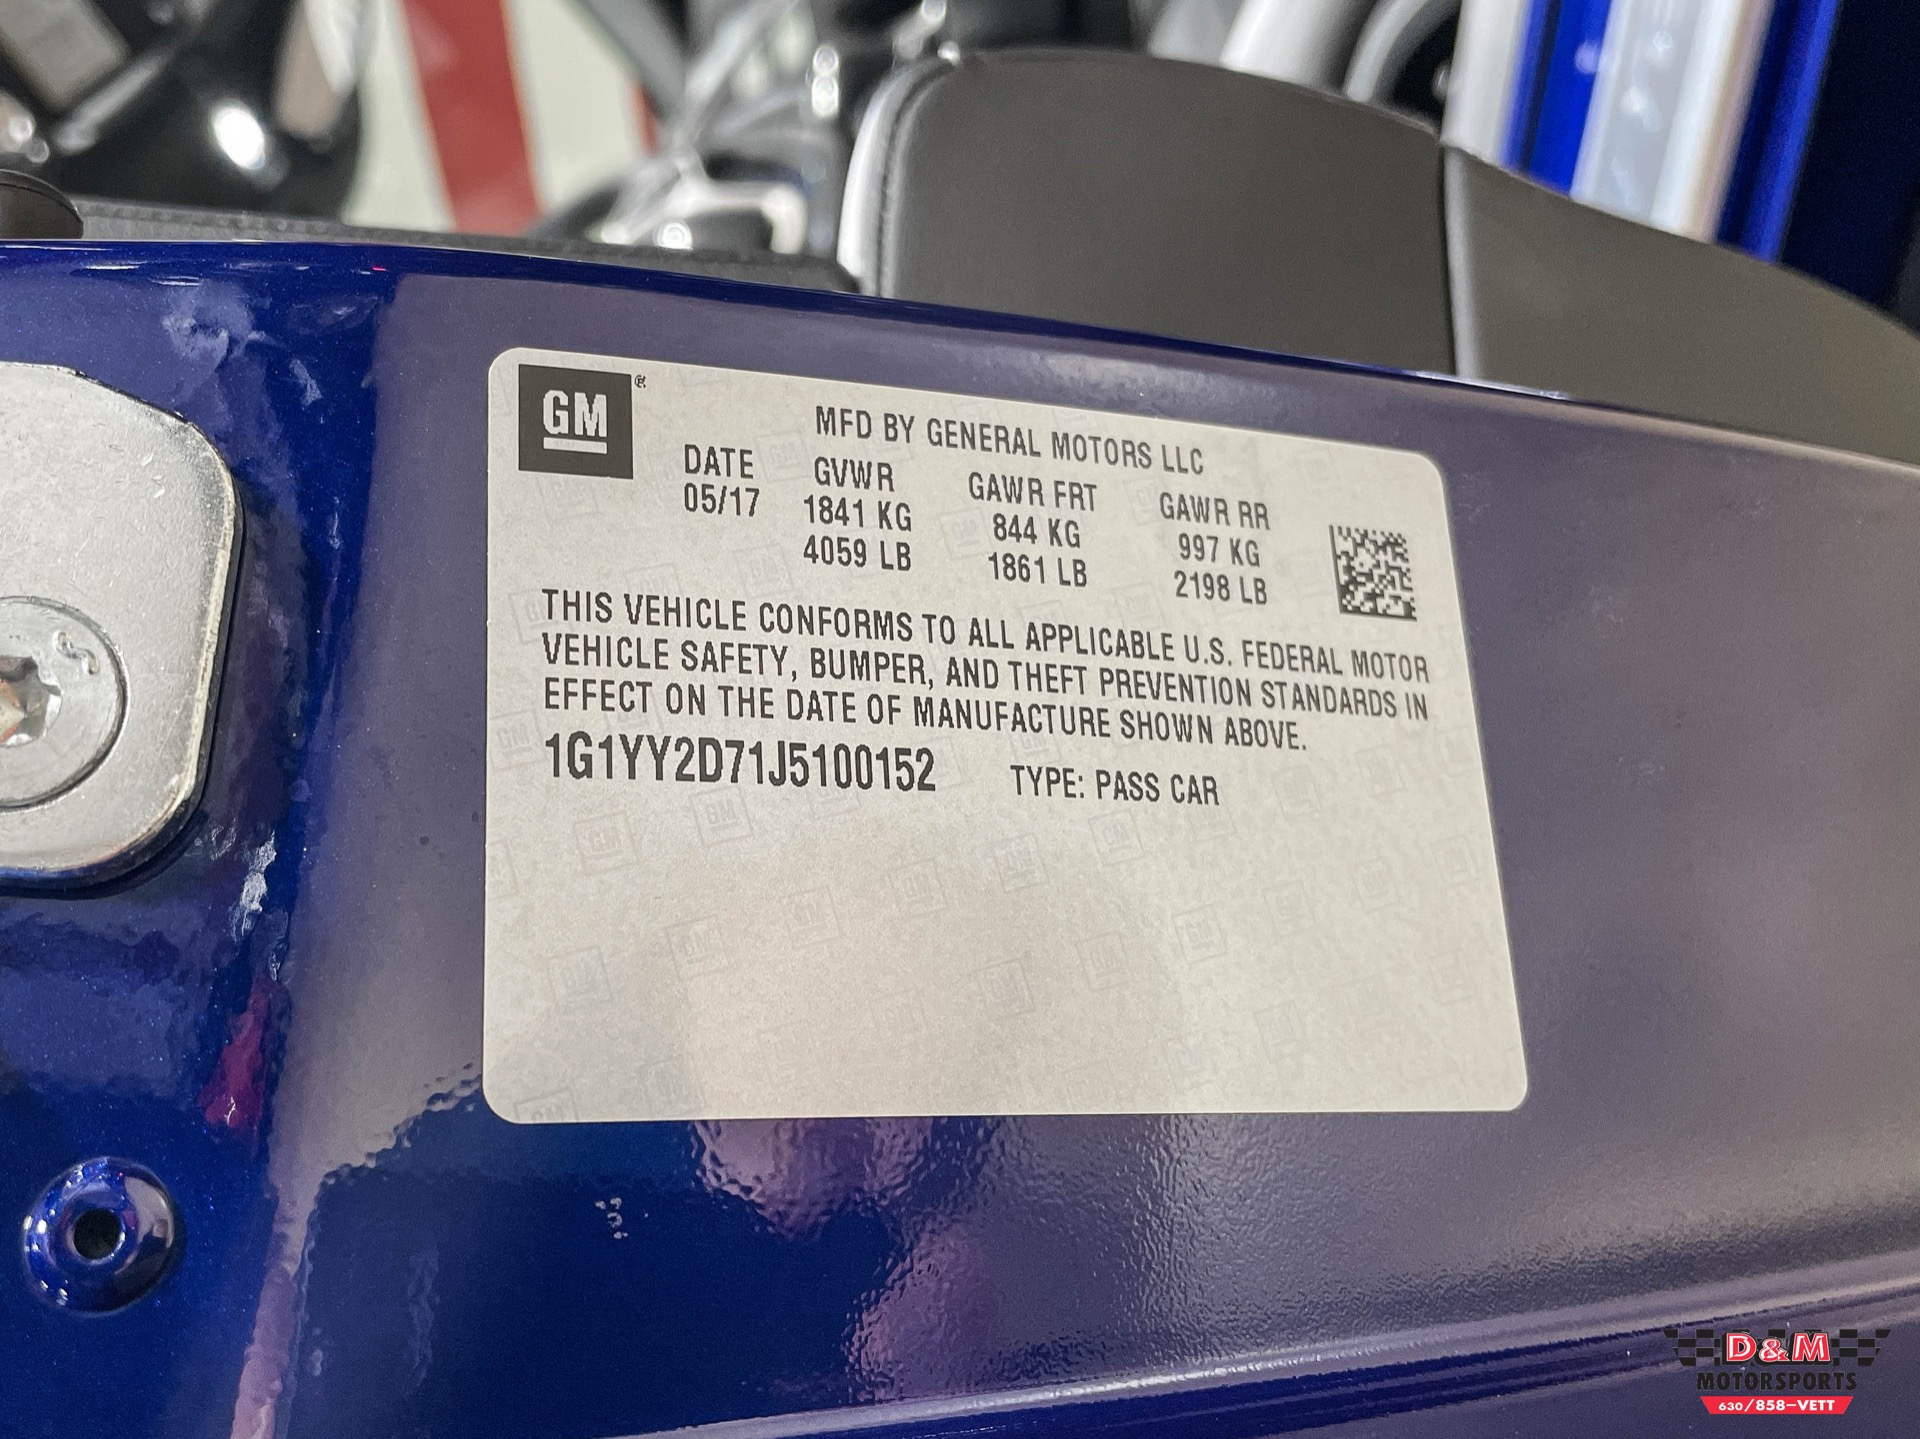 GM
MFD BY GENERAL MOTORS LLC
DATE GVWR GAWR FRT GAWR RR
05/17 1841 KG 844 KG 997 KG
4059 LB 1861 LB 2198 LB
THIS VEHICLE CONFORMS TO ALL APPLICABLE U.S. FEDERAL MOTOR
VEHICLE SAFETY, BUMPER, AND THEFT PREVENTION STANDARDS IN
EFFECT ON THE DATE OF MANUFACTURE SHOWN ABOVE.
1G1YY2D71J5100152 TYPE: PASS CAR
D&M
MOTORSPORTS
630/858-VETT